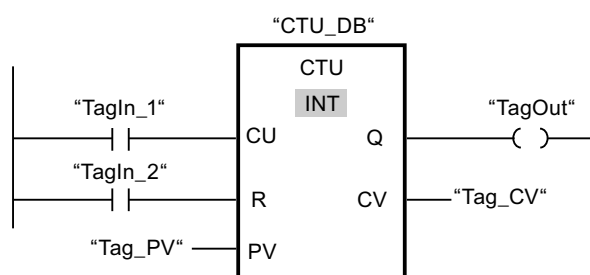 “CTU_DB“
CTU
INT
“TagIn_1“
“TagOut“
CU
Q
“TagIn_2“
R
CV
“Tag_CV“
“Tag_PV“
PV